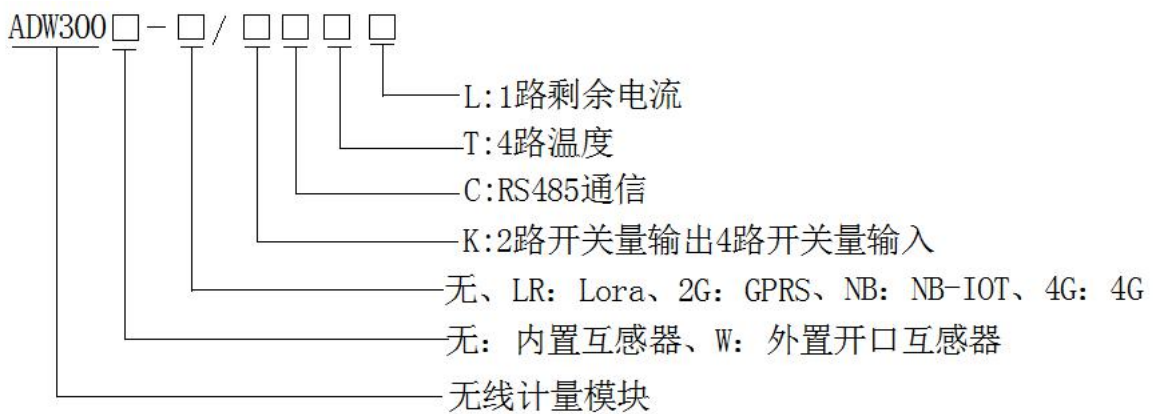 ADW300□-□/□□□□
L:1路剩余电流
T:4路温度
C:RS485通信
K:2路开关量输出4路开关量输入
无、LR：Lora、2G：GPRS、NB：NB-IOT、4G：4G
无：内置互感器、W：外置开口互感器
无线计量模块